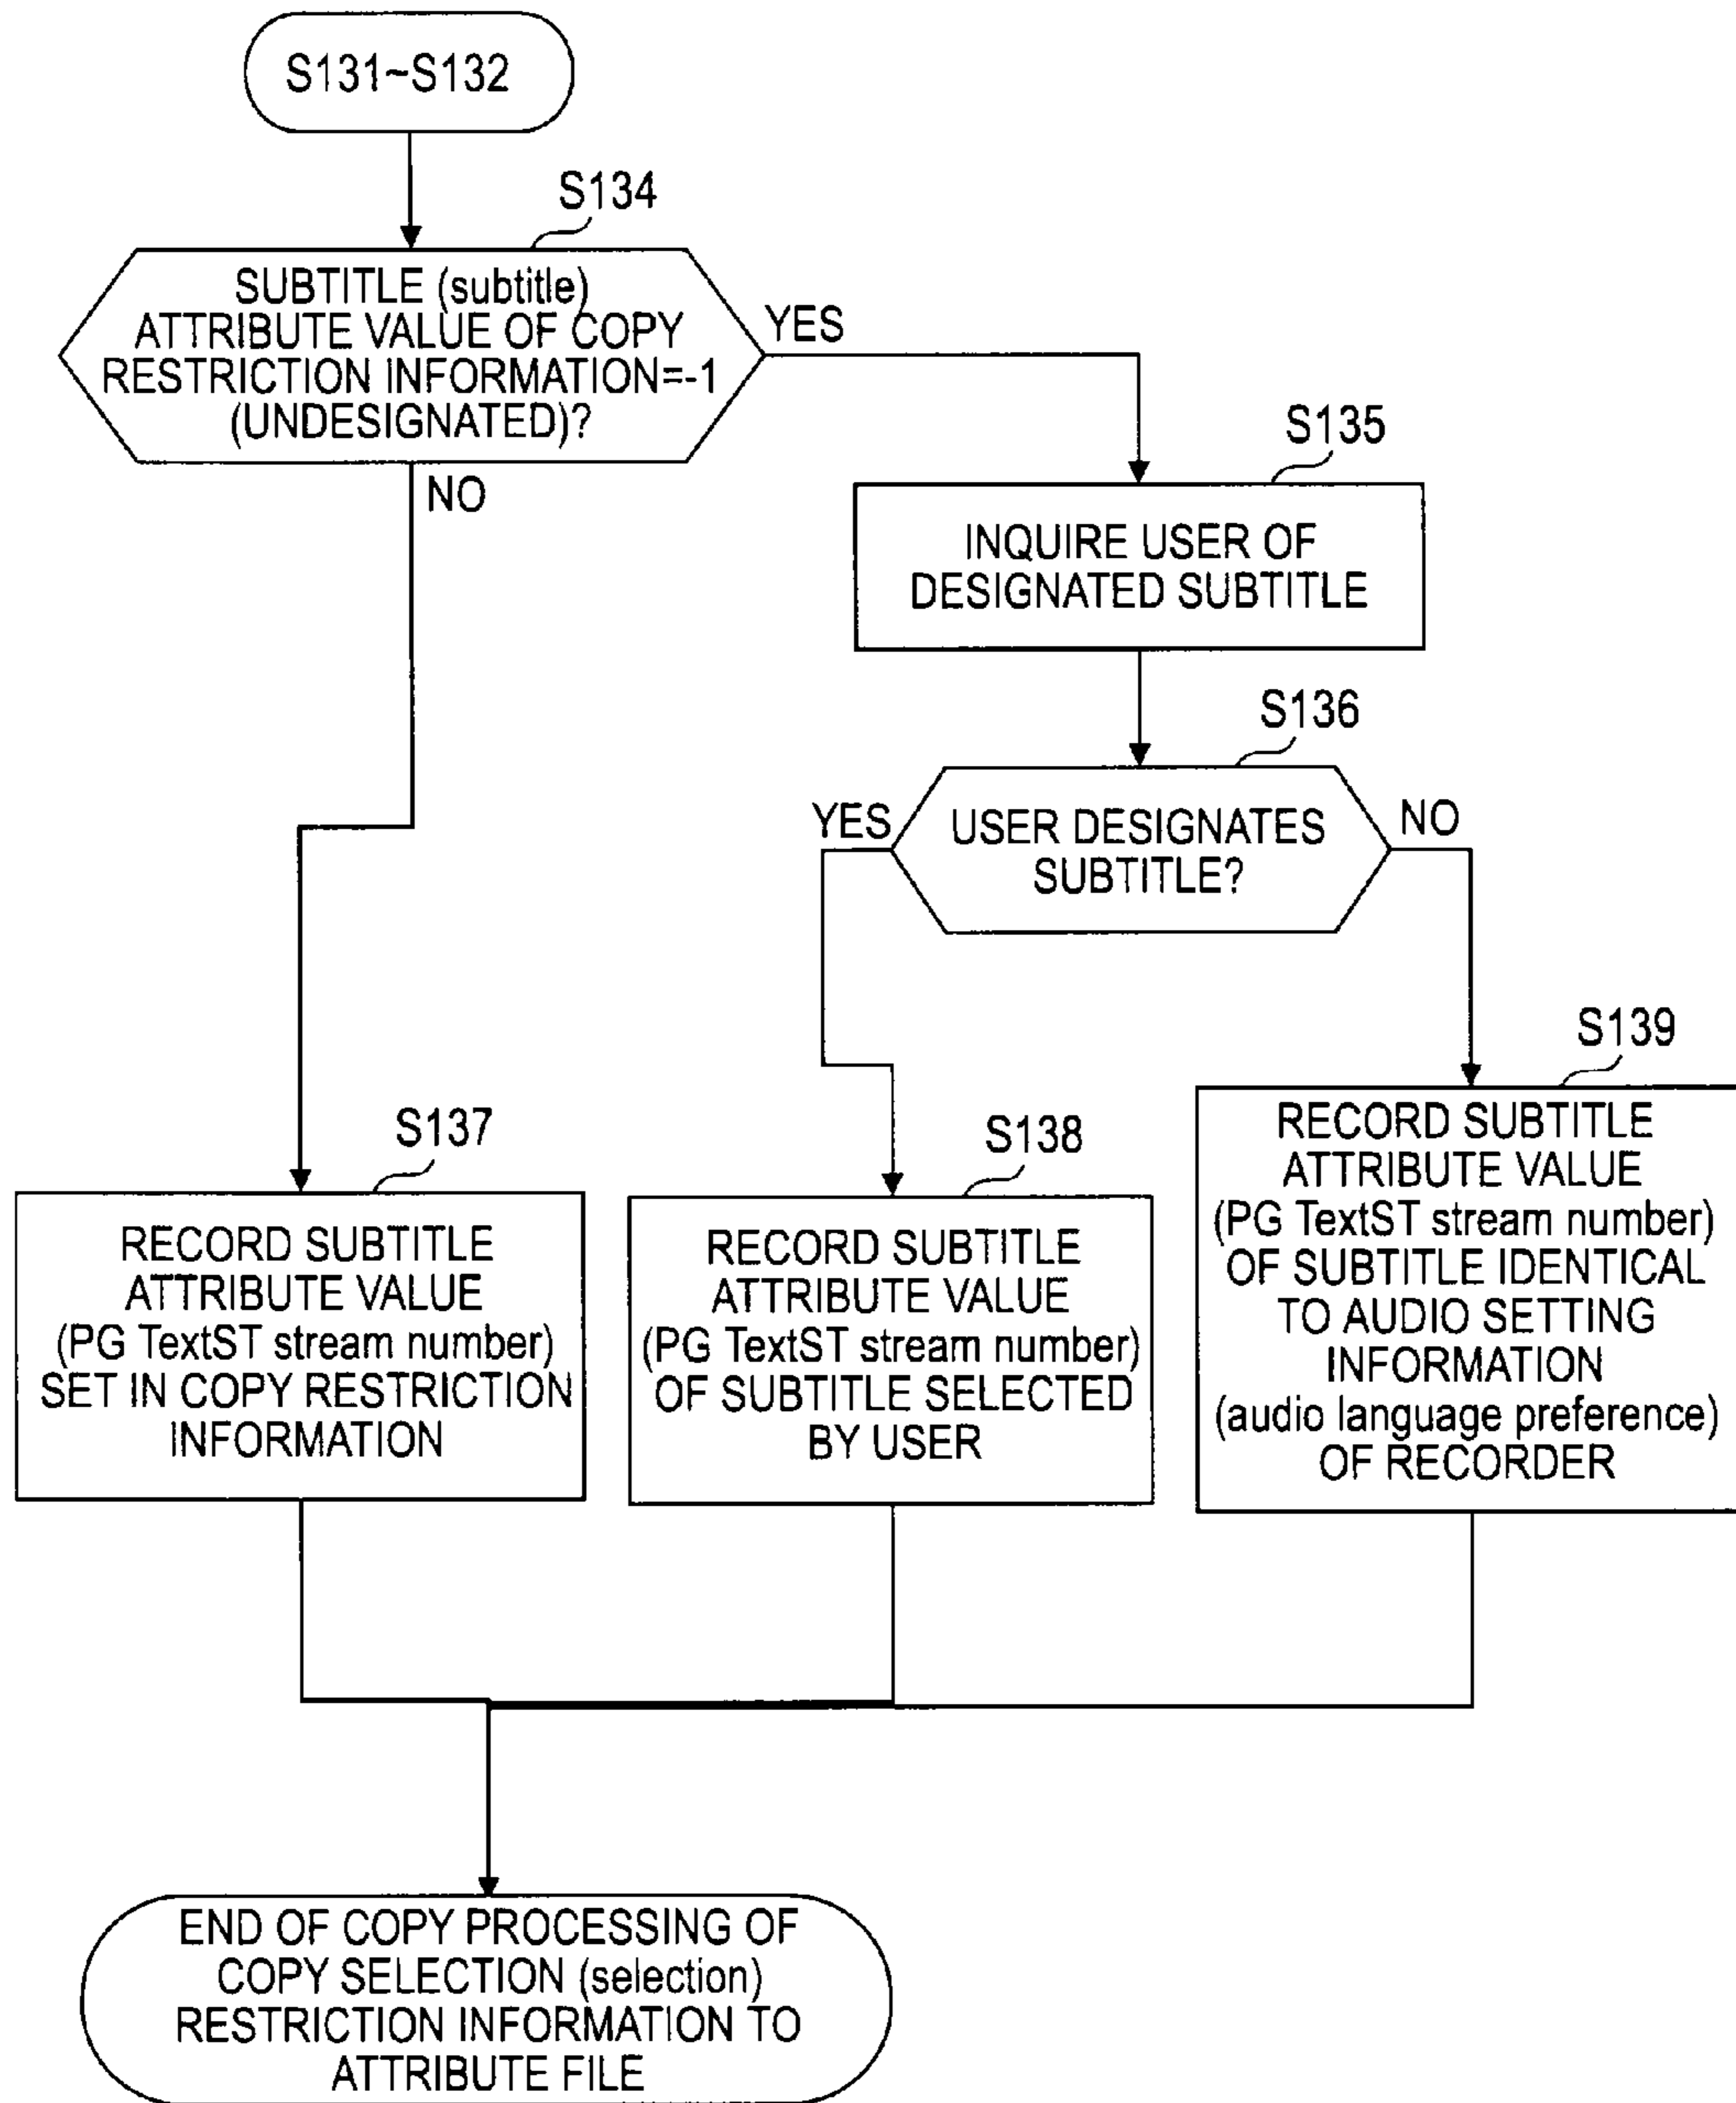 S131~S132
S134
SUBTITLE (subtitle)
ATTRIBUTE VALUE OF COPY
RESTRICTION INFORMATION=-1
(UNDESIGNATED)?
YES
NO
S135
INQUIRE USER OF
DESIGNATED SUBTITLE
S136
YES
USER DESIGNATES
SUBTITLE?
NO
S137
RECORD SUBTITLE
ATTRIBUTE VALUE
(PG TextST stream number)
SET IN COPY RESTRICTION
INFORMATION
S138
RECORD SUBTITLE
ATTRIBUTE VALUE
(PG TextST stream number)
OF SUBTITLE SELECTED
BY USER
S139
RECORD SUBTITLE
ATTRIBUTE VALUE
(PG TextST stream number)
OF SUBTITLE IDENTICAL
TO AUDIO SETTING
INFORMATION
(audio language preference)
OF RECORDER
END OF COPY PROCESSING OF
COPY SELECTION (selection)
RESTRICTION INFORMATION TO
ATTRIBUTE FILE